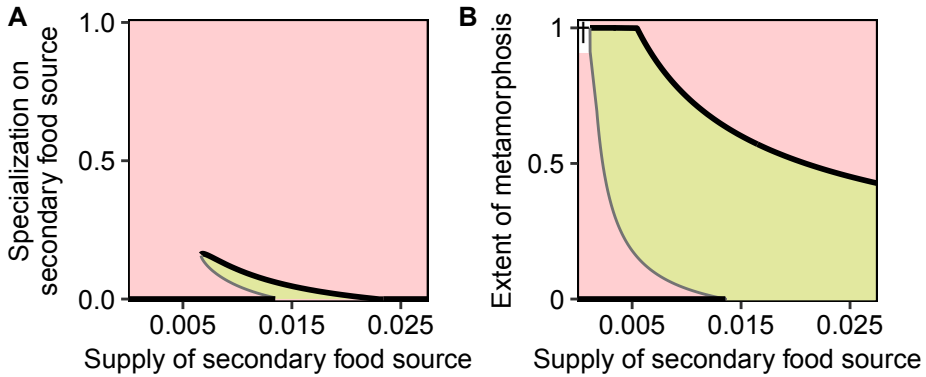 A
Specialization on
secondary food source
1.0
0.5
0.0
0.005
0.015
0.025
Supply of secondary food source
B
Extent of metamorphosis
1
†
0.5
0
0.005
0.015
0.025
Supply of secondary food source